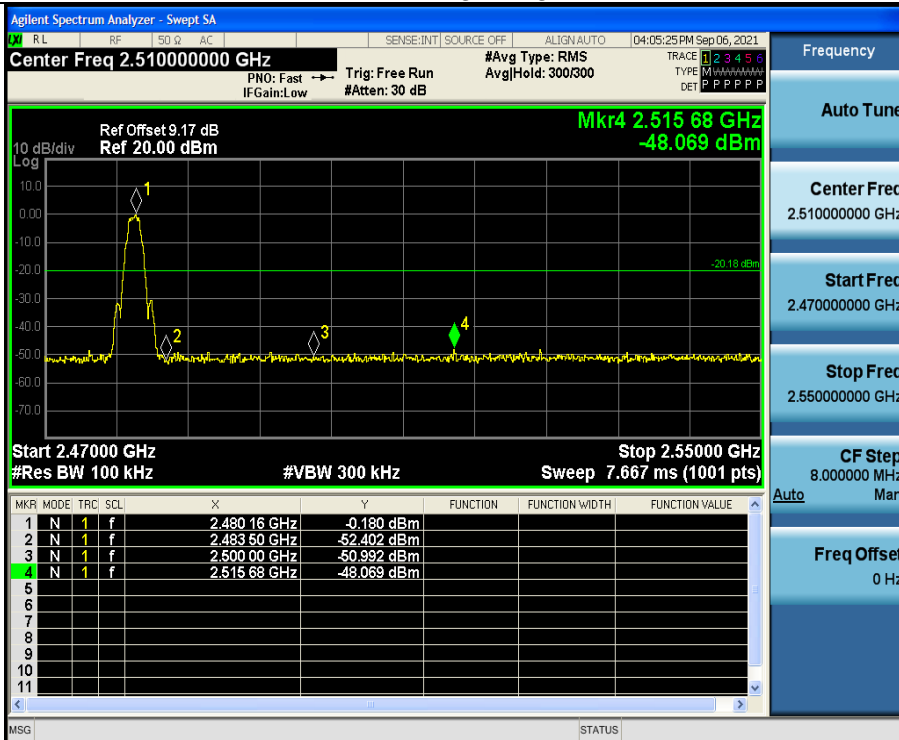 Agilent Spectrum Analyzer - Swept SA
LXI RL RF 50 Ω AC SENSE:INT SOURCE OFF ALIGNAUTO 04:05:25 PM Sep 06, 2021
Center Freq 2.510000000 GHz
PNO: Fast
IFGain:Low
Trig: Free Run
#Atten: 30 dB
#Avg Type: RMS
Avg|Hold: 300/300
TRACE 1 2 3 4 5 6
TYPE M
DET P P P P P P
Mkr4 2.515 68 GHz
-48.069 dBm
Ref Offset 9.17 dB
10 dB/div Ref 20.00 dBm
Log
10.0
0.00
-10.0
-20.0
-30.0
-40.0
-50.0
-60.0
-70.0
1
2
3
4
-20.18 dBm
Start 2.47000 GHz Stop 2.55000 GHz
#Res BW 100 kHz #VBW 300 kHz Sweep 7.667 ms (1001 pts)
MKR MODE TRC SCL X Y FUNCTION FUNCTION WIDTH FUNCTION VALUE
1 N 1 f 2.480 16 GHz -0.180 dBm
2 N 1 f 2.483 50 GHz -52.402 dBm
3 N 1 f 2.500 00 GHz -50.992 dBm
4 N 1 f 2.515 68 GHz -48.069 dBm
5
6
7
8
9
10
11
MSG STATUS
Frequency
Auto Tune
Center Freq
2.510000000 GHz
Start Freq
2.470000000 GHz
Stop Freq
2.550000000 GHz
CF Step
8.000000 MHz
Auto Man
Freq Offset
0 Hz